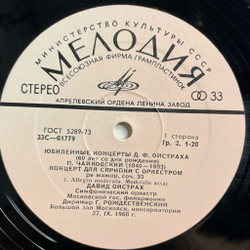 МИНИСТЕРСТВО КУЛЬТУРЫ СССР
МЕЛОДИЯ
ВСЕСОЮЗНАЯ ФИРМА ГРАМПЛАСТИНОК
СТЕРЕО
33
АПРЕЛЕВСКИЙ ОРДЕНА ЛЕНИНА ЗАВОД
ГОСТ 5289-73
33С—01779
1 сторона
Гр. 2. 1-20
ЮБИЛЕЙНЫЕ КОНЦЕРТЫ Д. Ф. ОЙСТРАХА
(60 лет со дня рождения)
П. ЧАЙКОВСКИЙ (1840—1893)
КОНЦЕРТ ДЛЯ СКРИПКИ С ОРКЕСТРОМ
ре мажор, соч. 35
1. Allegro moderato. Moderato assai
ДАВИД ОЙСТРАХ
Симфонический оркестр
Московской гос. филармонии
Дирижер Г. РОЖДЕСТВЕНСКИЙ
Большой зал Московск. консерватории
27. IX. 1968 г.